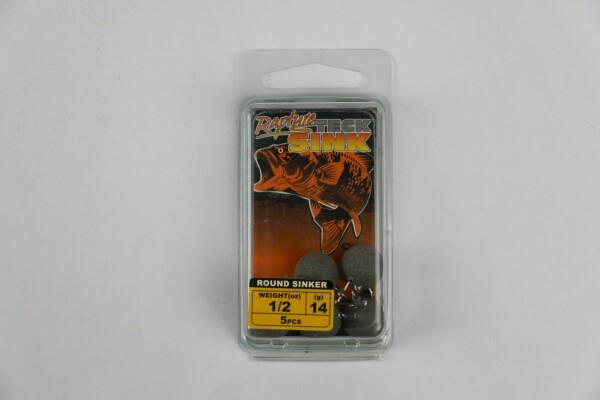 Rapture TECK
SINK
ROUND SINKER
WEIGHT(oz) (g)
1/2 14
5PCS